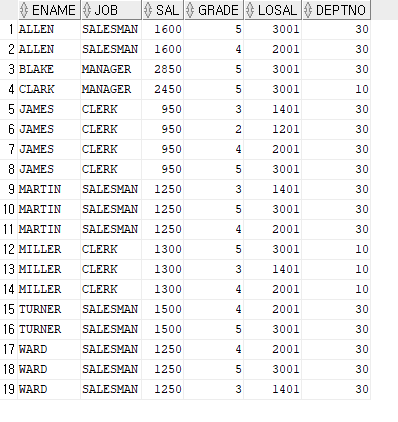 ENAME JOB SAL GRADE LOSAL DEPTNO
1 ALLEN SALESMAN 1600 5 3001 30
2 ALLEN SALESMAN 1600 4 2001 30
3 BLAKE MANAGER 2850 5 3001 30
4 CLARK MANAGER 2450 5 3001 10
5 JAMES CLERK 950 3 1401 30
6 JAMES CLERK 950 2 1201 30
7 JAMES CLERK 950 4 2001 30
8 JAMES CLERK 950 5 3001 30
9 MARTIN SALESMAN 1250 3 1401 30
10 MARTIN SALESMAN 1250 5 3001 30
11 MARTIN SALESMAN 1250 4 2001 30
12 MILLER CLERK 1300 5 3001 10
13 MILLER CLERK 1300 3 1401 10
14 MILLER CLERK 1300 4 2001 10
15 TURNER SALESMAN 1500 4 2001 30
16 TURNER SALESMAN 1500 5 3001 30
17 WARD SALESMAN 1250 4 2001 30
18 WARD SALESMAN 1250 5 3001 30
19 WARD SALESMAN 1250 3 1401 30